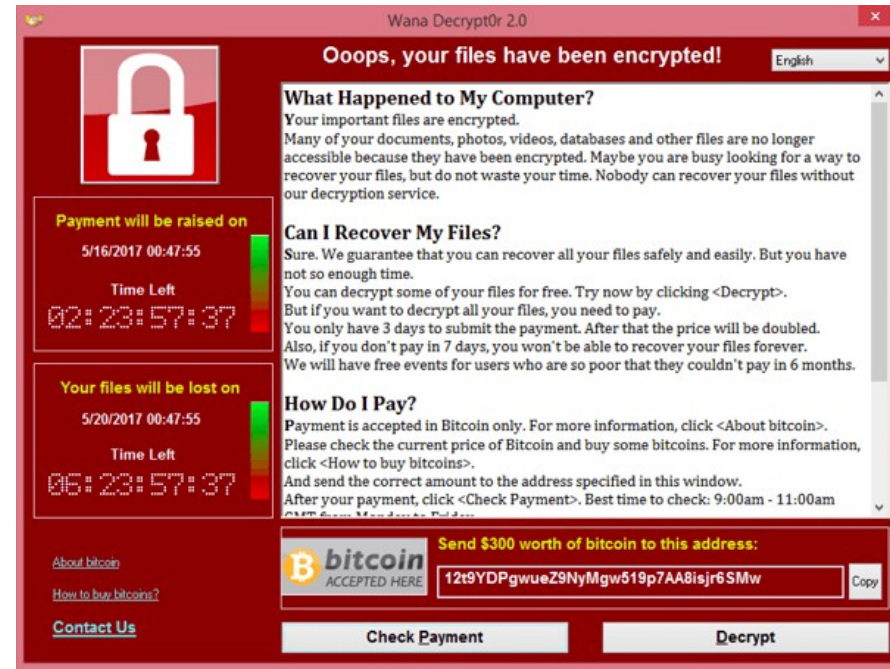 Wana Decrypt0r 2.0
Ooops, your files have been encrypted!
English
What Happened to My Computer?
Your important files are encrypted.
Many of your documents, photos, videos, databases and other files are no longer
accessible because they have been encrypted. Maybe you are busy looking for a way to
recover your files, but do not waste your time. Nobody can recover your files without
our decryption service.
Can I Recover My Files?
Sure. We guarantee that you can recover all your files safely and easily. But you have
not so enough time.
You can decrypt some of your files for free. Try now by clicking <Decrypt>.
But if you want to decrypt all your files, you need to pay.
You only have 3 days to submit the payment. After that the price will be doubled.
Also, if you don't pay in 7 days, you won't be able to recover your files forever.
We will have free events for users who are so poor that they couldn't pay in 6 months.
How Do I Pay?
Payment is accepted in Bitcoin only. For more information, click <About bitcoin>.
Please check the current price of Bitcoin and buy some bitcoins. For more information,
click <How to buy bitcoins>.
And send the correct amount to the address specified in this window.
After your payment, click <Check Payment>. Best time to check: 9:00am - 11:00am
GMT from Monday to Friday
Payment will be raised on
5/16/2017 00:47:55
Time Left
02:23:57:37
Your files will be lost on
5/20/2017 00:47:55
Time Left
06:23:57:37
About bitcoin
How to buy bitcoins?
Contact Us
bitcoin
ACCEPTED HERE
Send $300 worth of bitcoin to this address:
12t9YDPgwueZ9NyMgw519p7AA8isjr6SMw
Copy
Check Payment
Decrypt